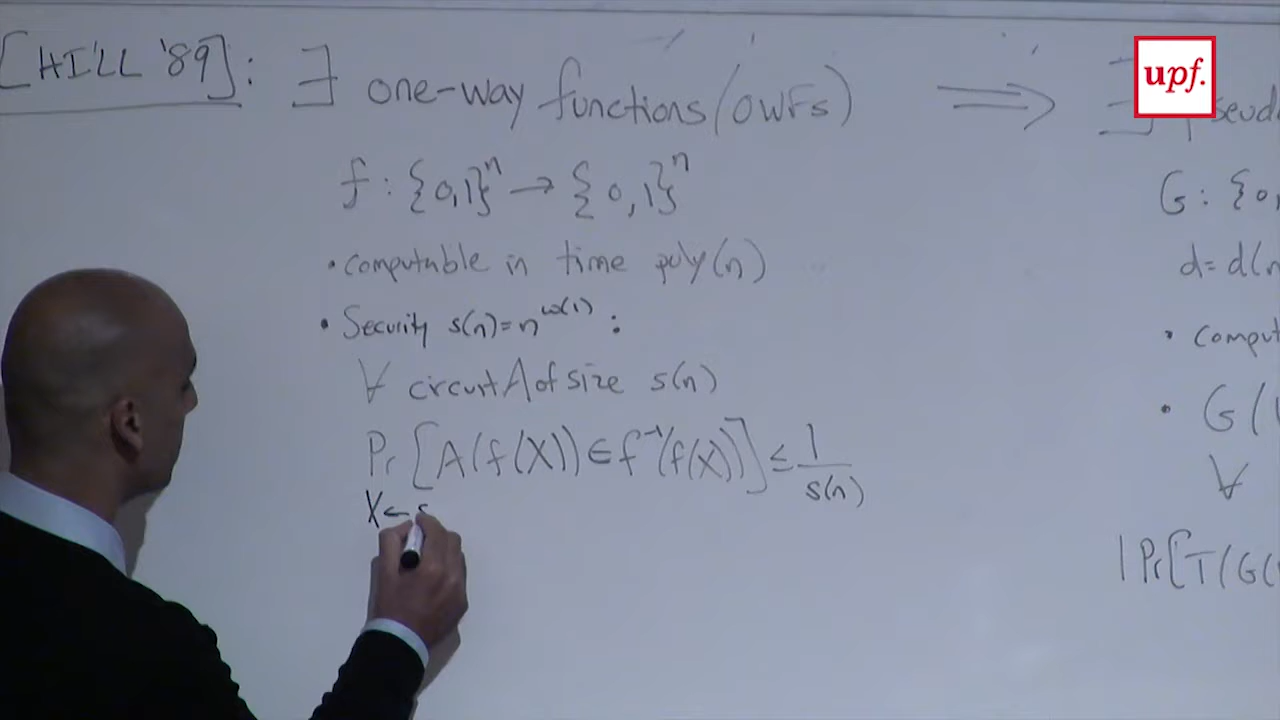 [HILL '89]: ∃ one-way functions (OWFs) ⟹ ∃
upf.
f : {0,1}ⁿ → {0,1}ⁿ
G: {0,
• computable in time poly(n)
d = d(n
• Security s(n) = n^ω(1) :
• comput
∀ circuit A of size s(n)
• G(
∀
Pr [A(f(X)) ∈ f⁻¹(f(X))] ≤ 1/s(n)
X ←
|Pr[T(G(